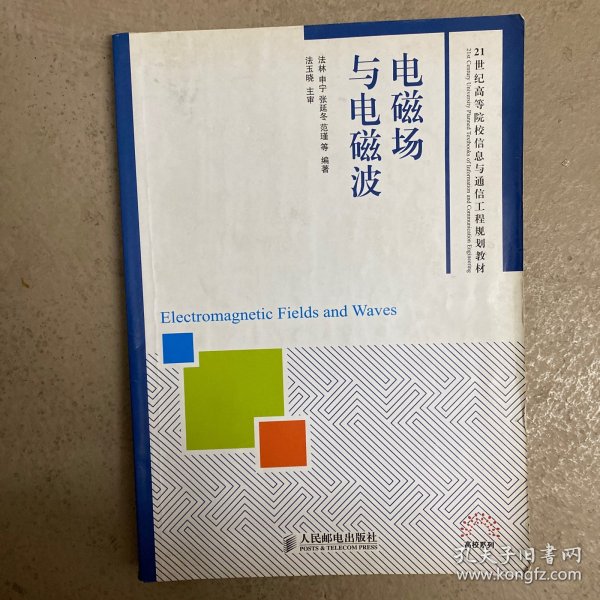 21世纪高等院校信息与通信工程规划教材
21st Century University Planned Textbooks of Information and Communication Engineering
电磁场
与电磁波
法林 申宁 张延冬 范瑾 等 编著
法玉晓 主审
Electromagnetic Fields and Waves
人民邮电出版社
POSTS & TELECOM PRESS
高校系列
孔夫子旧书网
www.kongfz.com